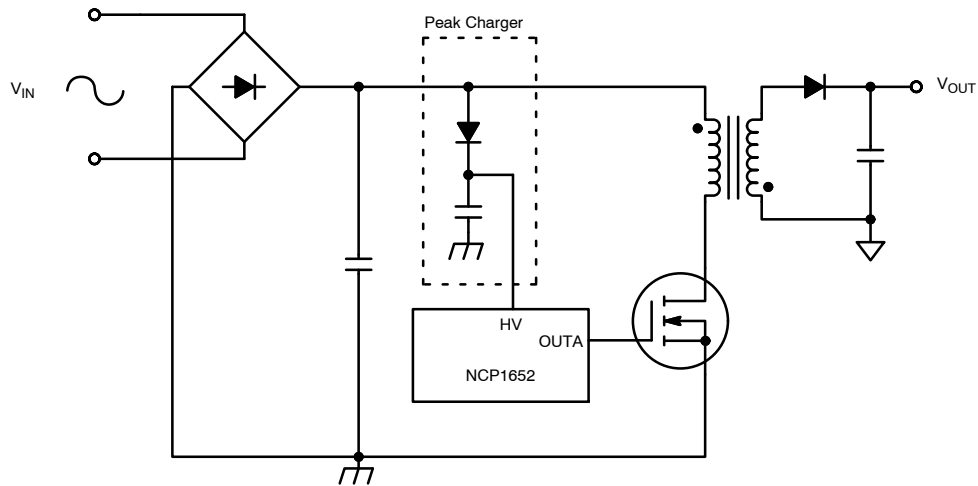 Peak Charger
VIN
VOUT
HV
OUTA
NCP1652